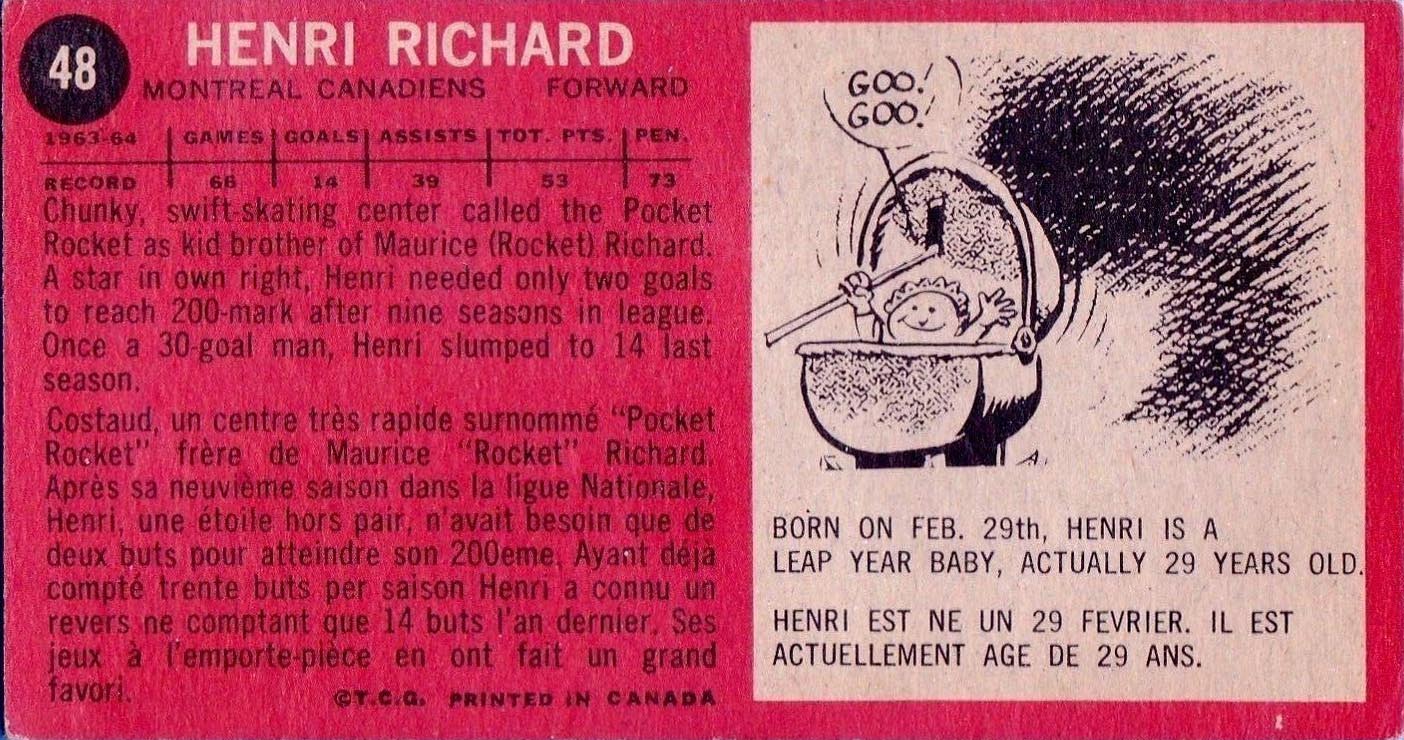 48
HENRI RICHARD
MONTREAL CANADIENS FORWARD
1963-64 GAMES GOALS ASSISTS TOT. PTS. PEN.
RECORD 66 14 39 53 73
Chunky, swift-skating center called the Pocket
Rocket as kid brother of Maurice (Rocket) Richard.
A star in own right, Henri needed only two goals
to reach 200-mark after nine seasons in league.
Once a 30-goal man, Henri slumped to 14 last
season.
Costaud, un centre très rapide surnommé "Pocket
Rocket" frère de Maurice "Rocket" Richard.
Après sa neuvième saison dans la ligue Nationale,
Henri, une étoile hors pair, n'avait besoin que de
deux buts pour atteindre son 200eme. Ayant déjà
compté trente buts per saison Henri a connu un
revers ne comptant que 14 buts l'an dernier. Ses
jeux à l'emporte-pièce en ont fait un grand
favori.
©T.C.G. PRINTED IN CANADA
GOO!
GOO!
BORN ON FEB. 29th, HENRI IS A
LEAP YEAR BABY, ACTUALLY 29 YEARS OLD.
HENRI EST NE UN 29 FEVRIER. IL EST
ACTUELLEMENT AGE DE 29 ANS.